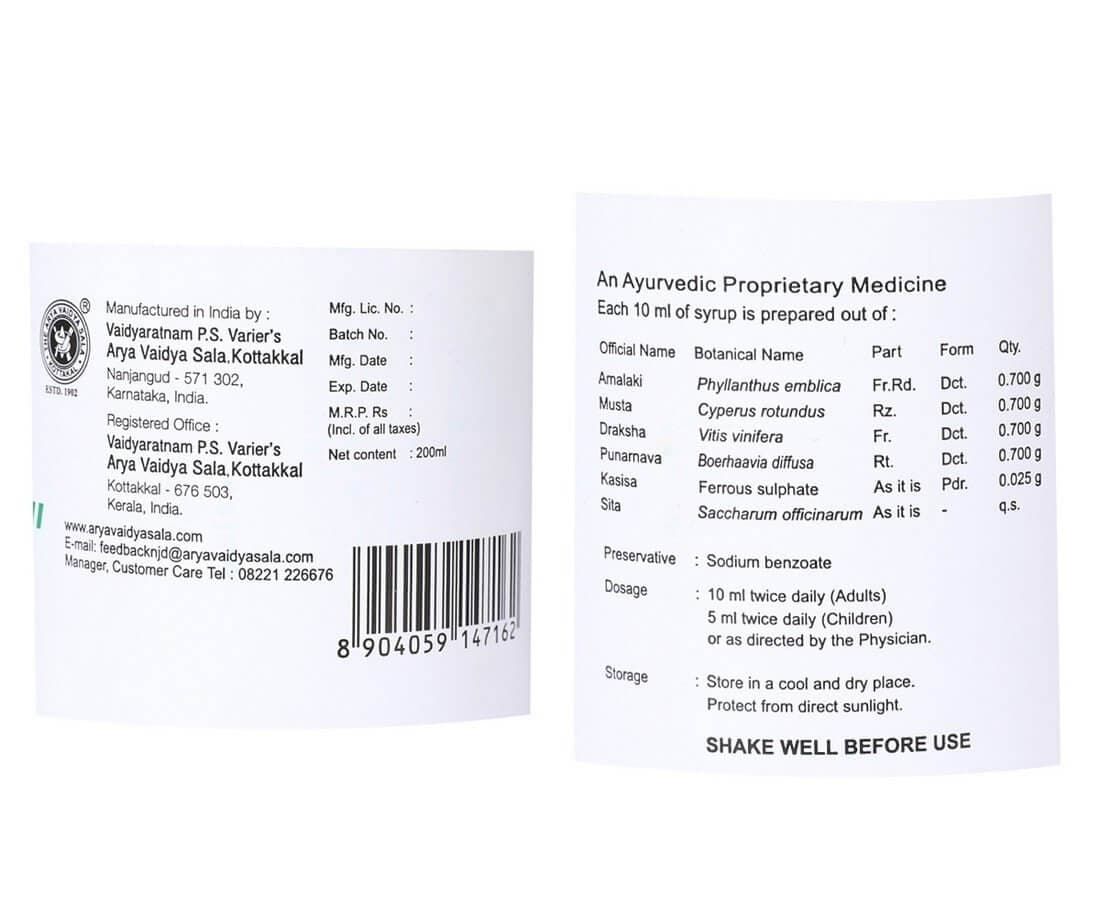 THE ARYA VAIDYA SALA
KOTTAKKAL
®
ESTD. 1902
Manufactured in India by :
Vaidyaratnam P.S. Varier's
Arya Vaidya Sala,Kottakkal
Nanjangud - 571 302,
Karnataka, India.
Registered Office :
Vaidyaratnam P.S. Varier's
Arya Vaidya Sala,Kottakkal
Kottakkal - 676 503,
Kerala, India.
www.aryavaidyasala.com
E-mail: feedbacknjd@aryavaidyasala.com
Manager, Customer Care Tel : 08221 226676
Mfg. Lic. No. :
Batch No. :
Mfg. Date :
Exp. Date :
M.R.P. Rs :
(Incl. of all taxes)
Net content : 200ml
8 904059 147162
An Ayurvedic Proprietary Medicine
Each 10 ml of syrup is prepared out of :
Official Name Botanical Name Part Form Qty.
Amalaki Phyllanthus emblica Fr.Rd. Dct. 0.700 g
Musta Cyperus rotundus Rz. Dct. 0.700 g
Draksha Vitis vinifera Fr. Dct. 0.700 g
Punarnava Boerhaavia diffusa Rt. Dct. 0.700 g
Kasisa Ferrous sulphate As it is Pdr. 0.025 g
Sita Saccharum officinarum As it is - q.s.
Preservative : Sodium benzoate
Dosage : 10 ml twice daily (Adults)
5 ml twice daily (Children)
or as directed by the Physician.
Storage : Store in a cool and dry place.
Protect from direct sunlight.
SHAKE WELL BEFORE USE